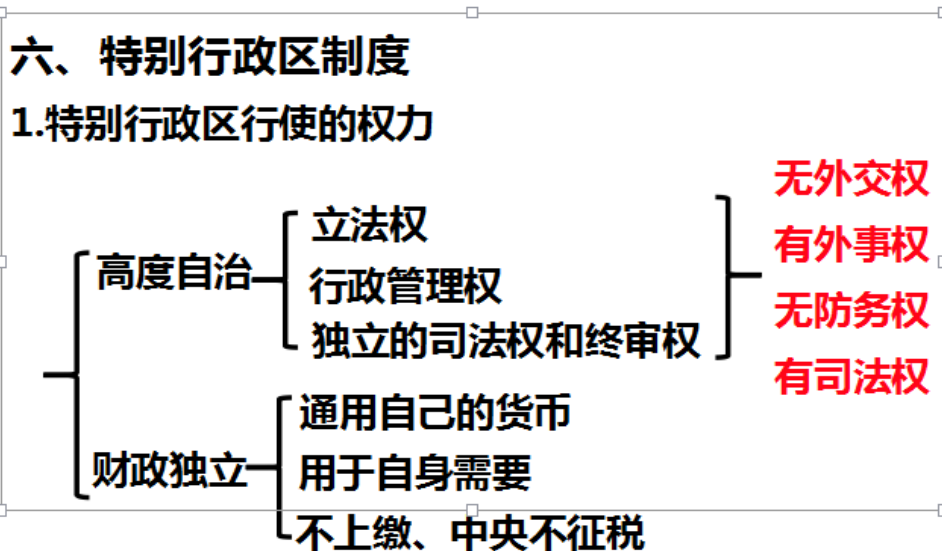 六、特别行政区制度
1.特别行政区行使的权力
高度自治
立法权
行政管理权
独立的司法权和终审权
无外交权
有外事权
无防务权
有司法权
财政独立
通用自己的货币
用于自身需要
不上缴、中央不征税